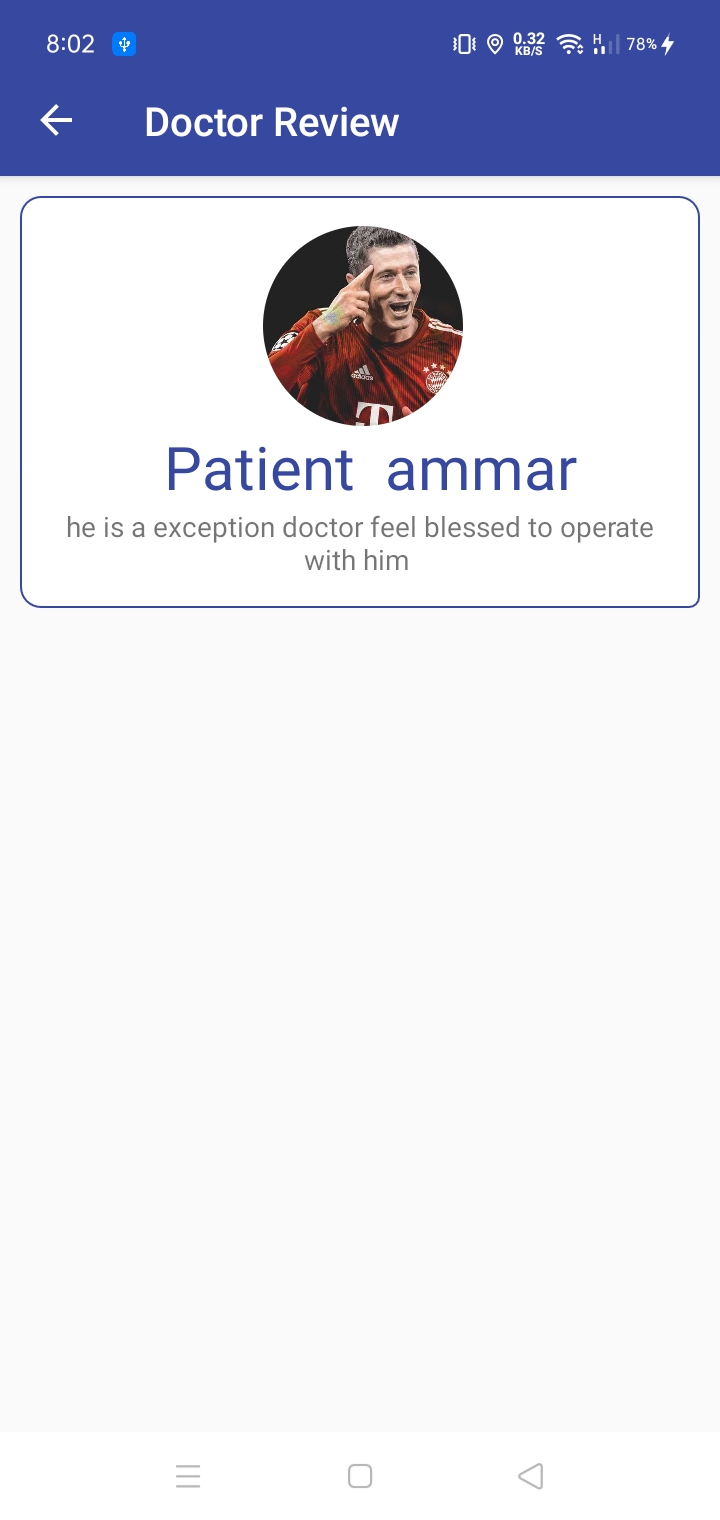 8:02
0.32
KB/S
H
78%
Doctor Review
adidas
T
Patient  ammar
he is a exception doctor feel blessed to operate
with him